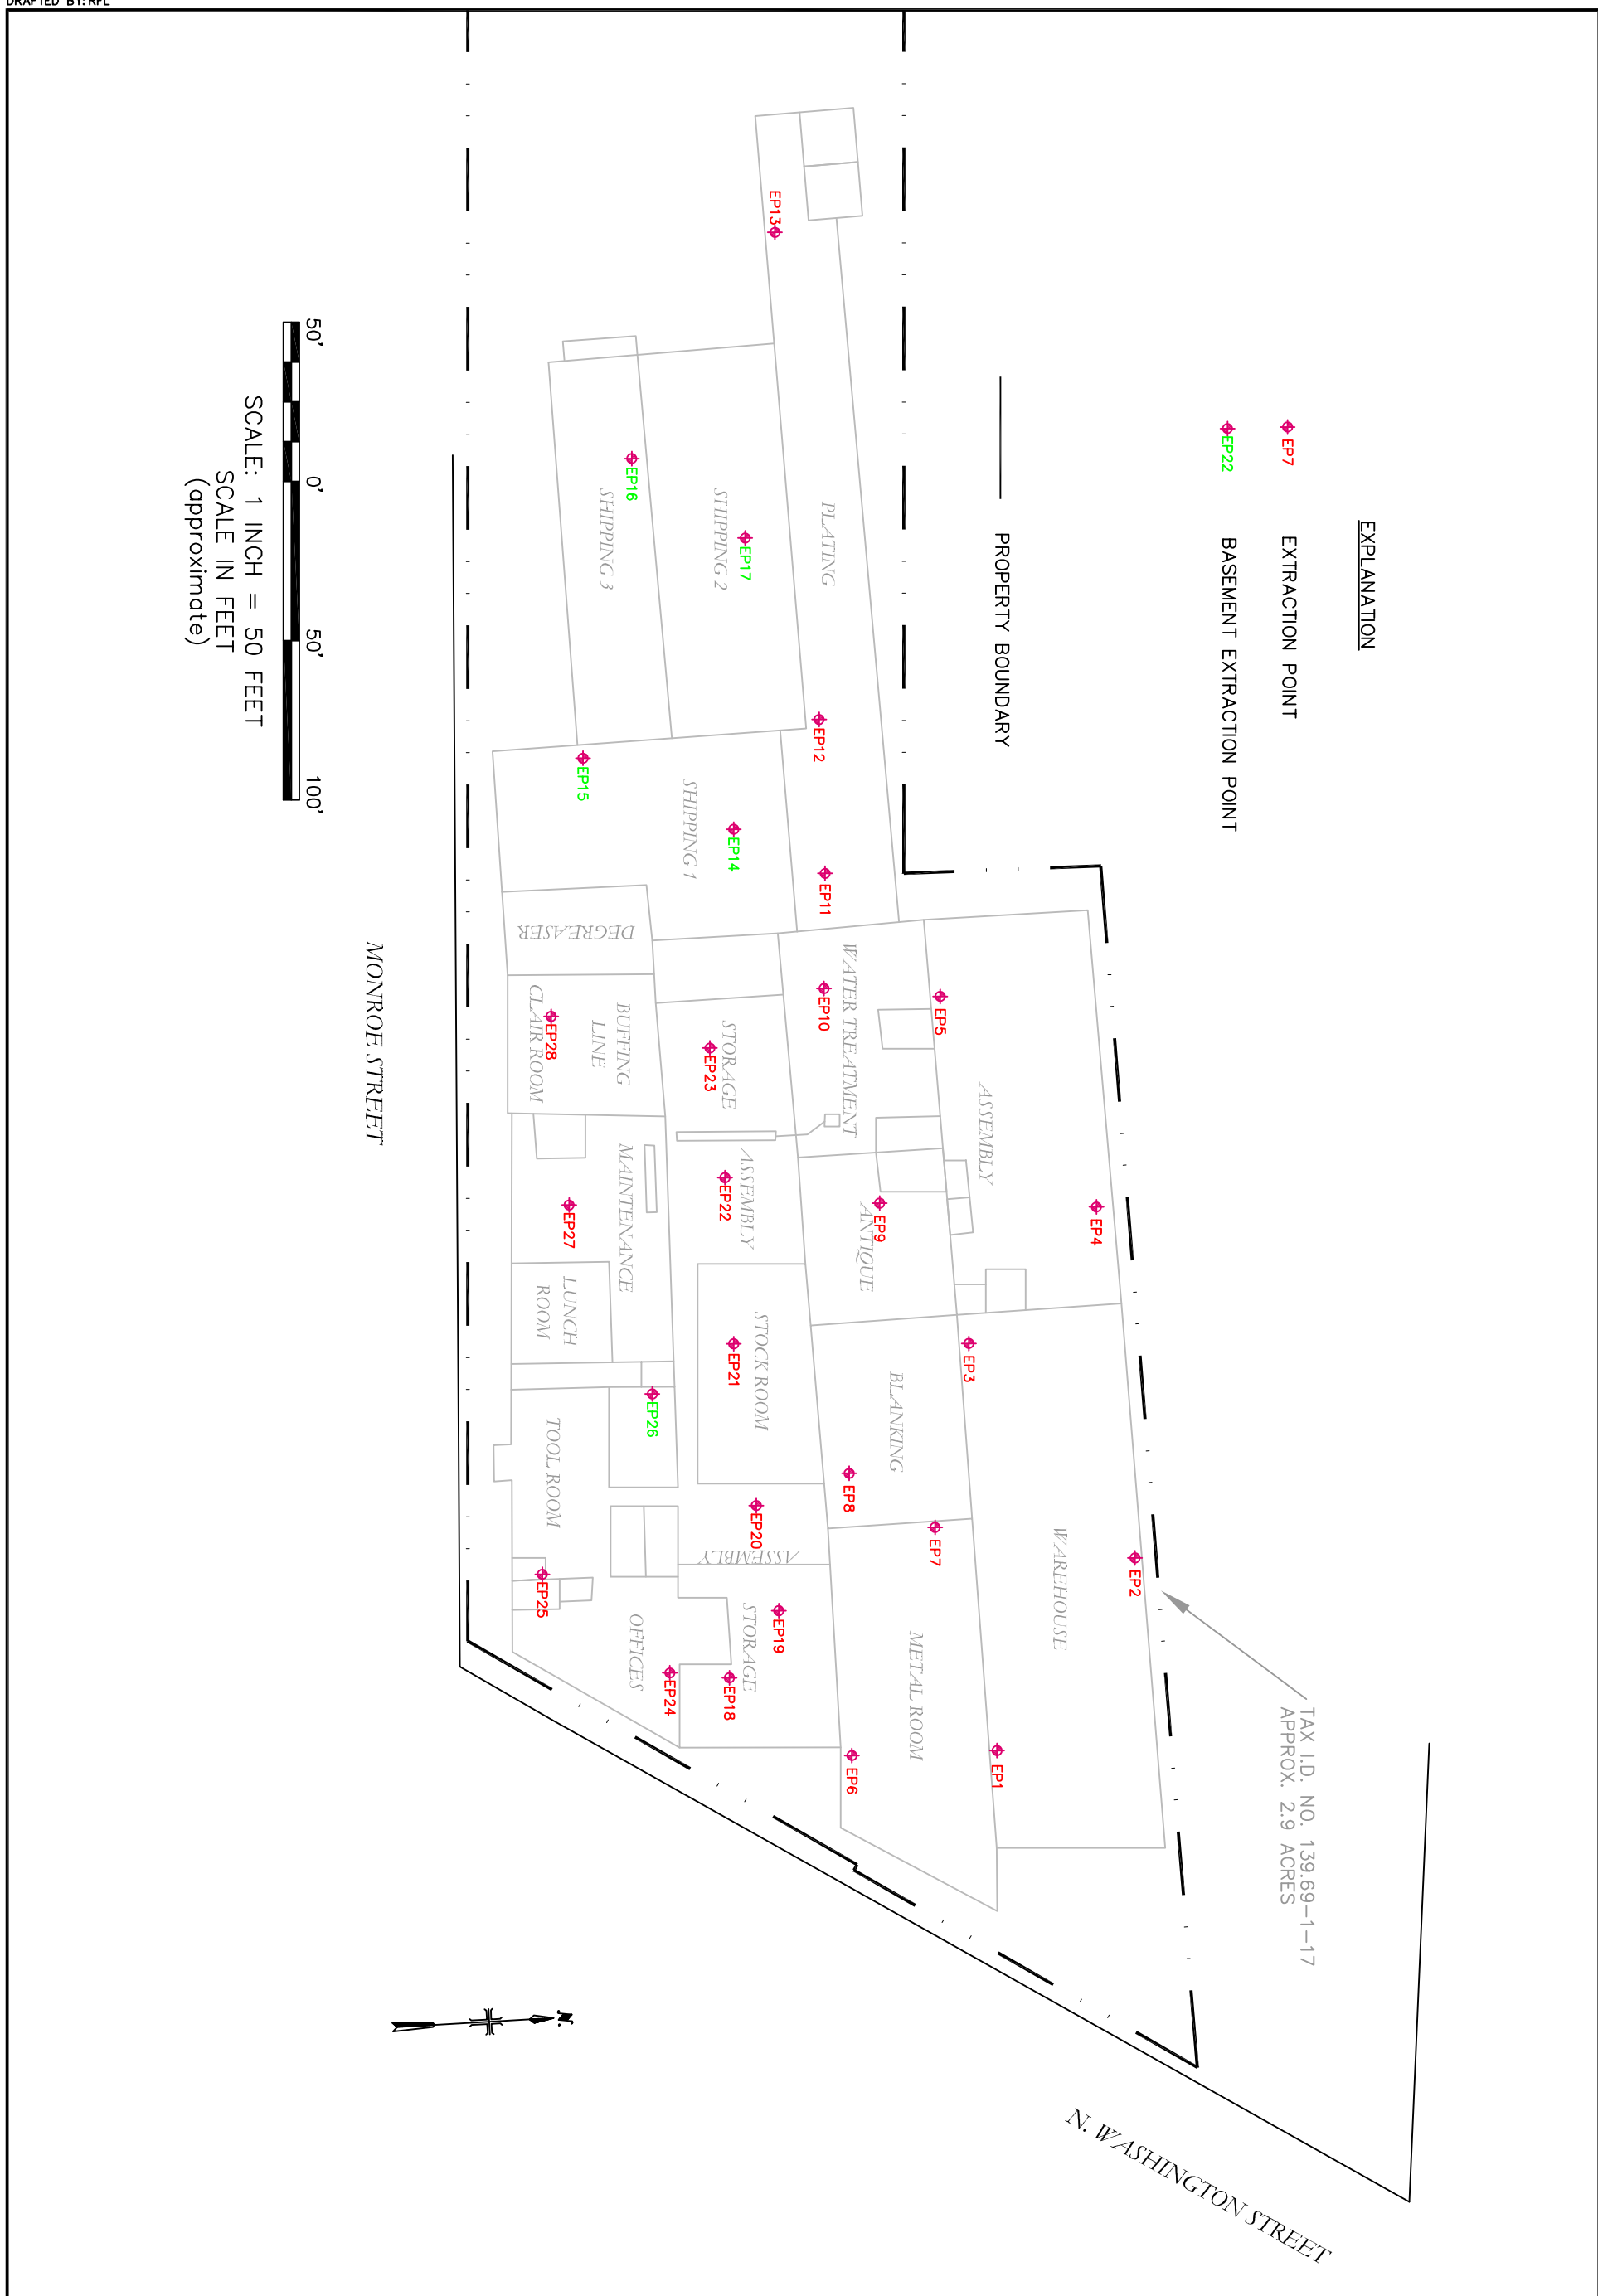 DRAFTED BY: RFL
EXPLANATION
EP7
EXTRACTION POINT
EP22
BASEMENT EXTRACTION POINT
PROPERTY BOUNDARY
TAX I.D. NO. 139.69-1-17
APPROX. 2.9 ACRES
N. WASHINGTON STREET
N.
MONROE STREET
EP13
PLATING
EP12
EP11
SHIPPING 2
EP17
SHIPPING 3
EP16
EP15
SHIPPING 1
EP14
DEGREASER
WATER TREATMENT
EP10
EP5
ASSEMBLY
EP4
ANTIQUE
EP9
EP3
BLANKING
EP8
EP7
WAREHOUSE
EP2
METAL ROOM
EP1
EP6
STORAGE
EP23
ASSEMBLY
EP22
STOCK ROOM
EP21
EP20
ASSEMBLY
STORAGE
EP19
EP18
BUFFING
LINE
CLAIR ROOM
EP28
MAINTENANCE
EP27
LUNCH
ROOM
EP26
TOOL ROOM
EP25
OFFICES
EP24
50' 0' 50' 100'
SCALE: 1 INCH = 50 FEET
SCALE IN FEET
(approximate)